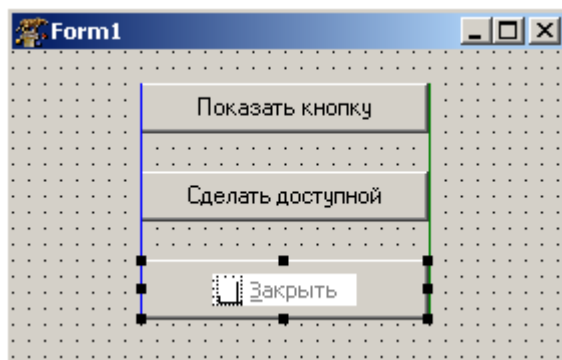 Form1
Показать кнопку
Сделать доступной
Закрыть